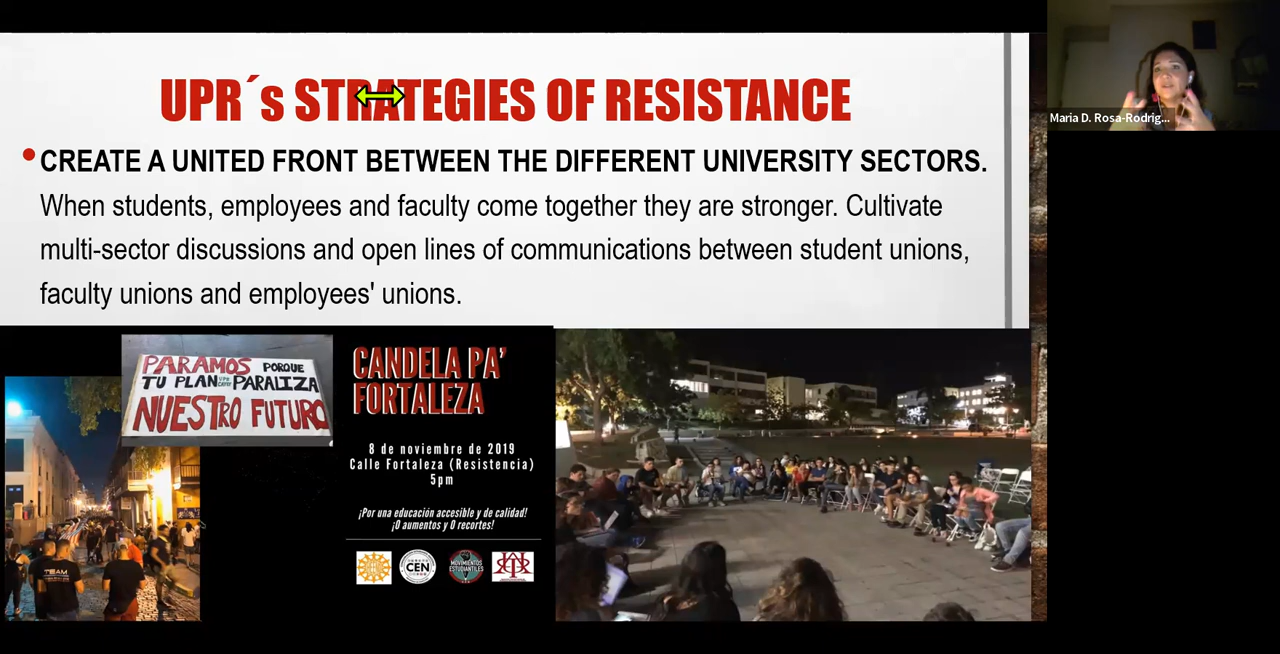 UPR´s STRATEGIES OF RESISTANCE
Maria D. Rosa-Rodrig...
• CREATE A UNITED FRONT BETWEEN THE DIFFERENT UNIVERSITY SECTORS.
When students, employees and faculty come together they are stronger. Cultivate
multi-sector discussions and open lines of communications between student unions,
faculty unions and employees' unions.
PARAMOS PORQUE
TU PLAN PARALIZA
NUESTRO FUTURO
CANDELA PA’
FORTALEZA
8 de noviembre de 2019
Calle Fortaleza (Resistencia)
5pm
¡Por una educación accesible y de calidad!
¡0 aumentos y 0 recortes!
CEN
MOVIMIENTOS
ESTUDIANTILES
TEAM